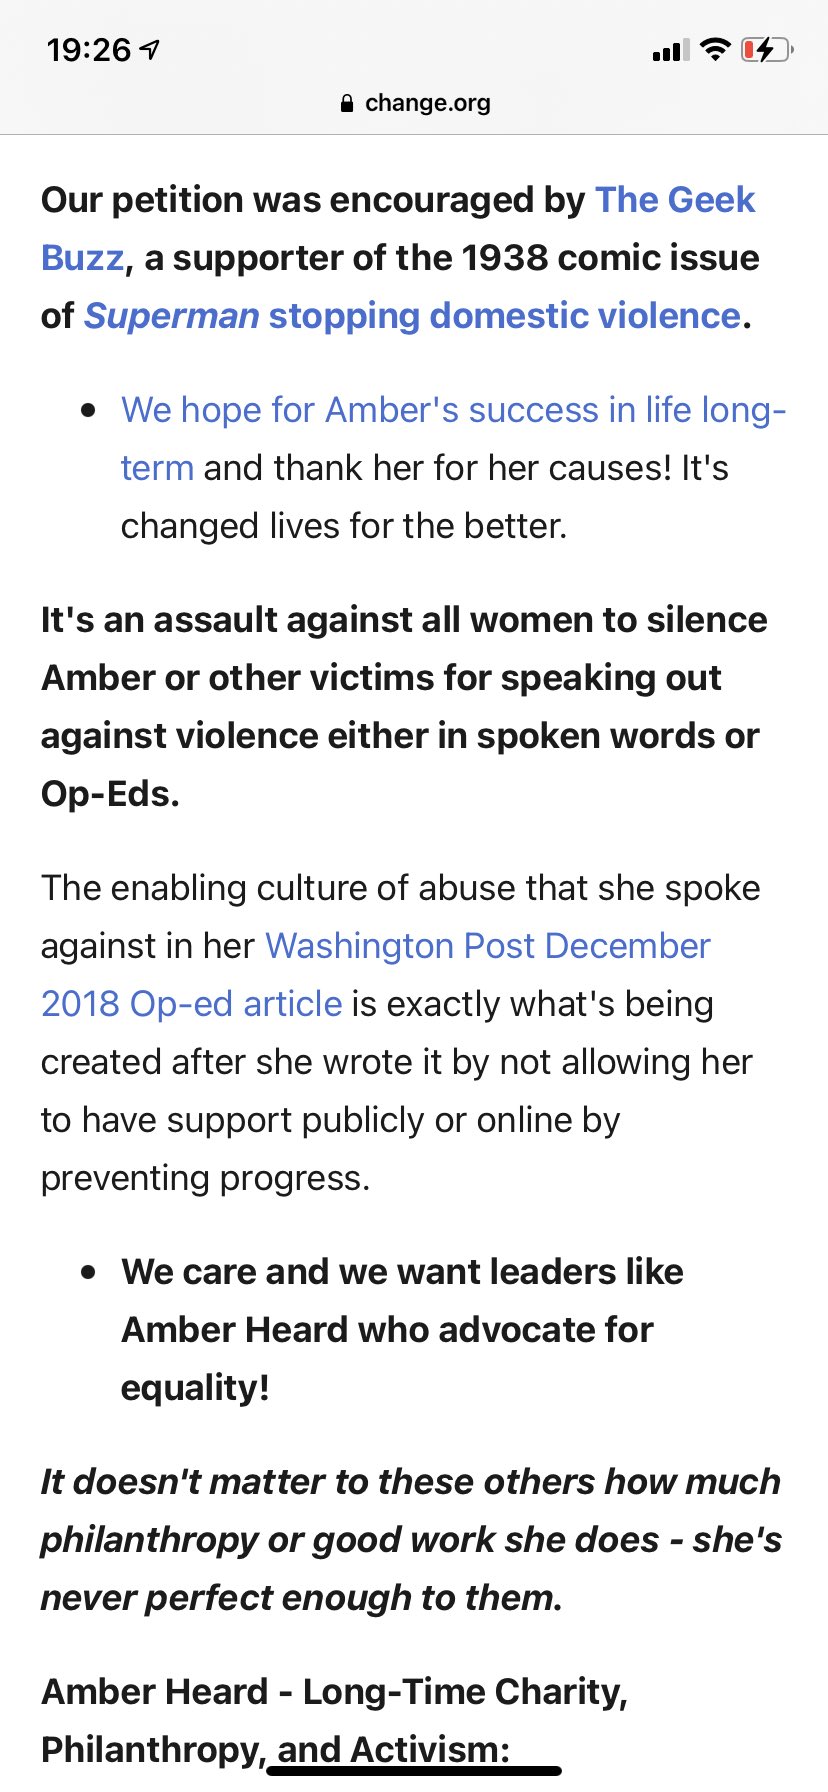 19:26
change.org
Our petition was encouraged by The Geek
Buzz, a supporter of the 1938 comic issue
of Superman stopping domestic violence.
• We hope for Amber's success in life long-
term and thank her for her causes! It's
changed lives for the better.
It's an assault against all women to silence
Amber or other victims for speaking out
against violence either in spoken words or
Op-Eds.
The enabling culture of abuse that she spoke
against in her Washington Post December
2018 Op-ed article is exactly what's being
created after she wrote it by not allowing her
to have support publicly or online by
preventing progress.
• We care and we want leaders like
Amber Heard who advocate for
equality!
It doesn't matter to these others how much
philanthropy or good work she does - she's
never perfect enough to them.
Amber Heard - Long-Time Charity,
Philanthropy, and Activism: